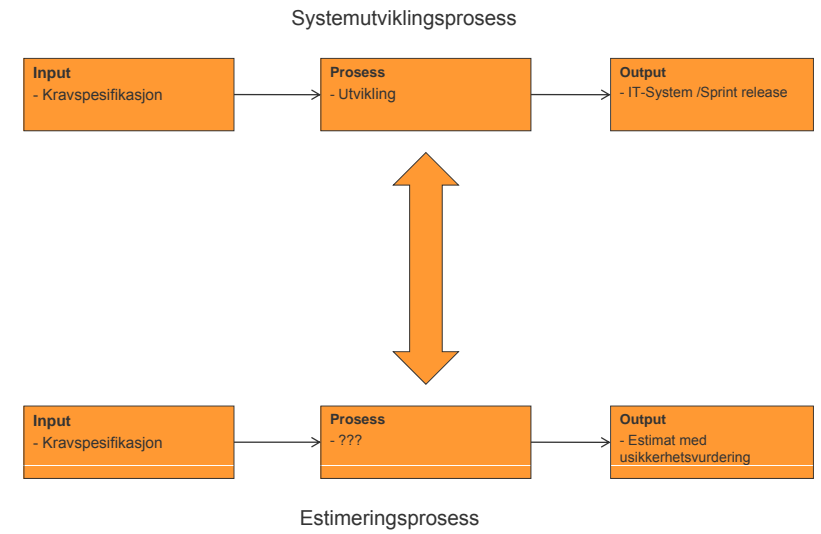 Systemutviklingsprosess
Input
- Kravspesifikasjon
Prosess
- Utvikling
Output
- IT-System /Sprint release
Input
- Kravspesifikasjon
Prosess
- ???
Output
- Estimat med
usikkerhetsvurdering
Estimeringsprosess